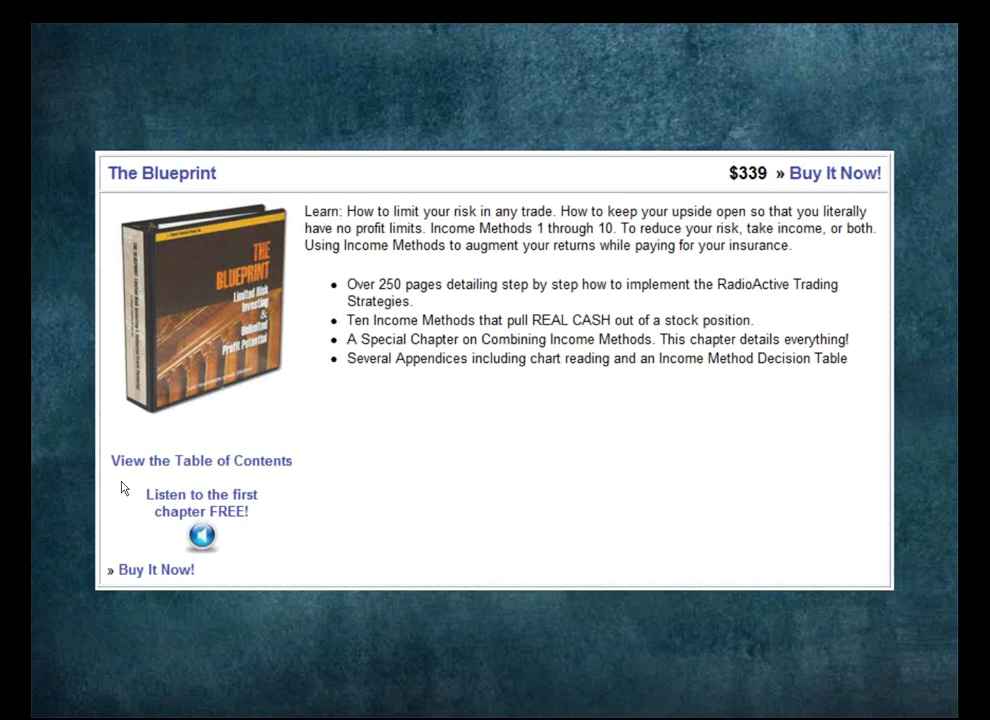 The Blueprint
$339 » Buy It Now!
Learn: How to limit your risk in any trade. How to keep your upside open so that you literally
have no profit limits. Income Methods 1 through 10. To reduce your risk, take income, or both.
Using Income Methods to augment your returns while paying for your insurance.
• Over 250 pages detailing step by step how to implement the RadioActive Trading
Strategies.
• Ten Income Methods that pull REAL CASH out of a stock position.
• A Special Chapter on Combining Income Methods. This chapter details everything!
• Several Appendices including chart reading and an Income Method Decision Table
THE
BLUEPRINT
Limited Risk
Investing
&
Unlimited
Profit Potential
View the Table of Contents
Listen to the first
chapter FREE!
» Buy It Now!